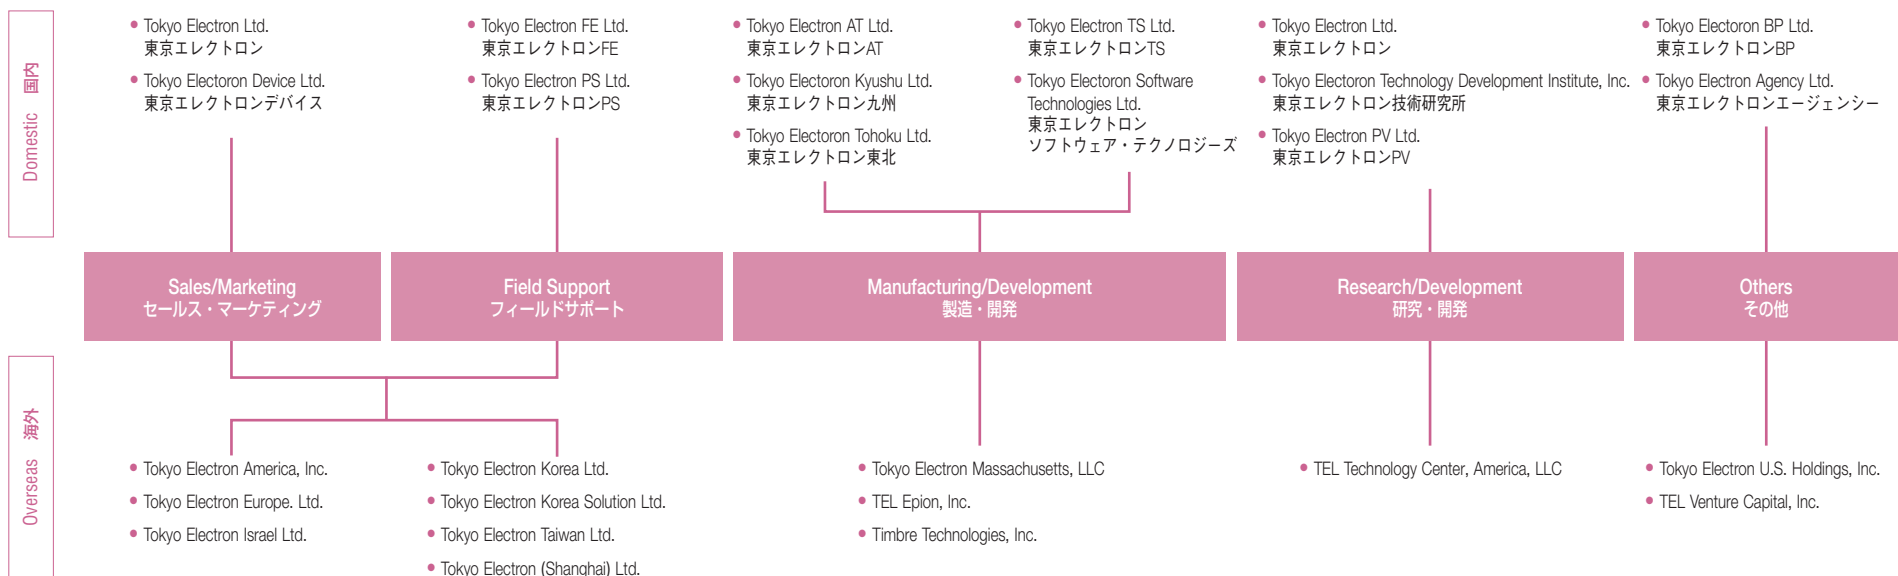 Domestic 国内
• Tokyo Electron Ltd.
東京エレクトロン
• Tokyo Electoron Device Ltd.
東京エレクトロンデバイス
• Tokyo Electron FE Ltd.
東京エレクトロンFE
• Tokyo Electron PS Ltd.
東京エレクトロンPS
• Tokyo Electron AT Ltd.
東京エレクトロンAT
• Tokyo Electoron Kyushu Ltd.
東京エレクトロン九州
• Tokyo Electoron Tohoku Ltd.
東京エレクトロン東北
• Tokyo Electron TS Ltd.
東京エレクトロンTS
• Tokyo Electoron Software
Technologies Ltd.
東京エレクトロン
ソフトウェア・テクノロジーズ
• Tokyo Electron Ltd.
東京エレクトロン
• Tokyo Electoron Technology Development Institute, Inc.
東京エレクトロン技術研究所
• Tokyo Electron PV Ltd.
東京エレクトロンPV
• Tokyo Electoron BP Ltd.
東京エレクトロンBP
• Tokyo Electron Agency Ltd.
東京エレクトロンエージェンシー
Sales/Marketing
セールス・マーケティング
Field Support
フィールドサポート
Manufacturing/Development
製造・開発
Research/Development
研究・開発
Others
その他
Overseas 海外
• Tokyo Electron America, Inc.
• Tokyo Electron Europe. Ltd.
• Tokyo Electron Israel Ltd.
• Tokyo Electron Korea Ltd.
• Tokyo Electron Korea Solution Ltd.
• Tokyo Electron Taiwan Ltd.
• Tokyo Electron (Shanghai) Ltd.
• Tokyo Electron Massachusetts, LLC
• TEL Epion, Inc.
• Timbre Technologies, Inc.
• TEL Technology Center, America, LLC
• Tokyo Electron U.S. Holdings, Inc.
• TEL Venture Capital, Inc.